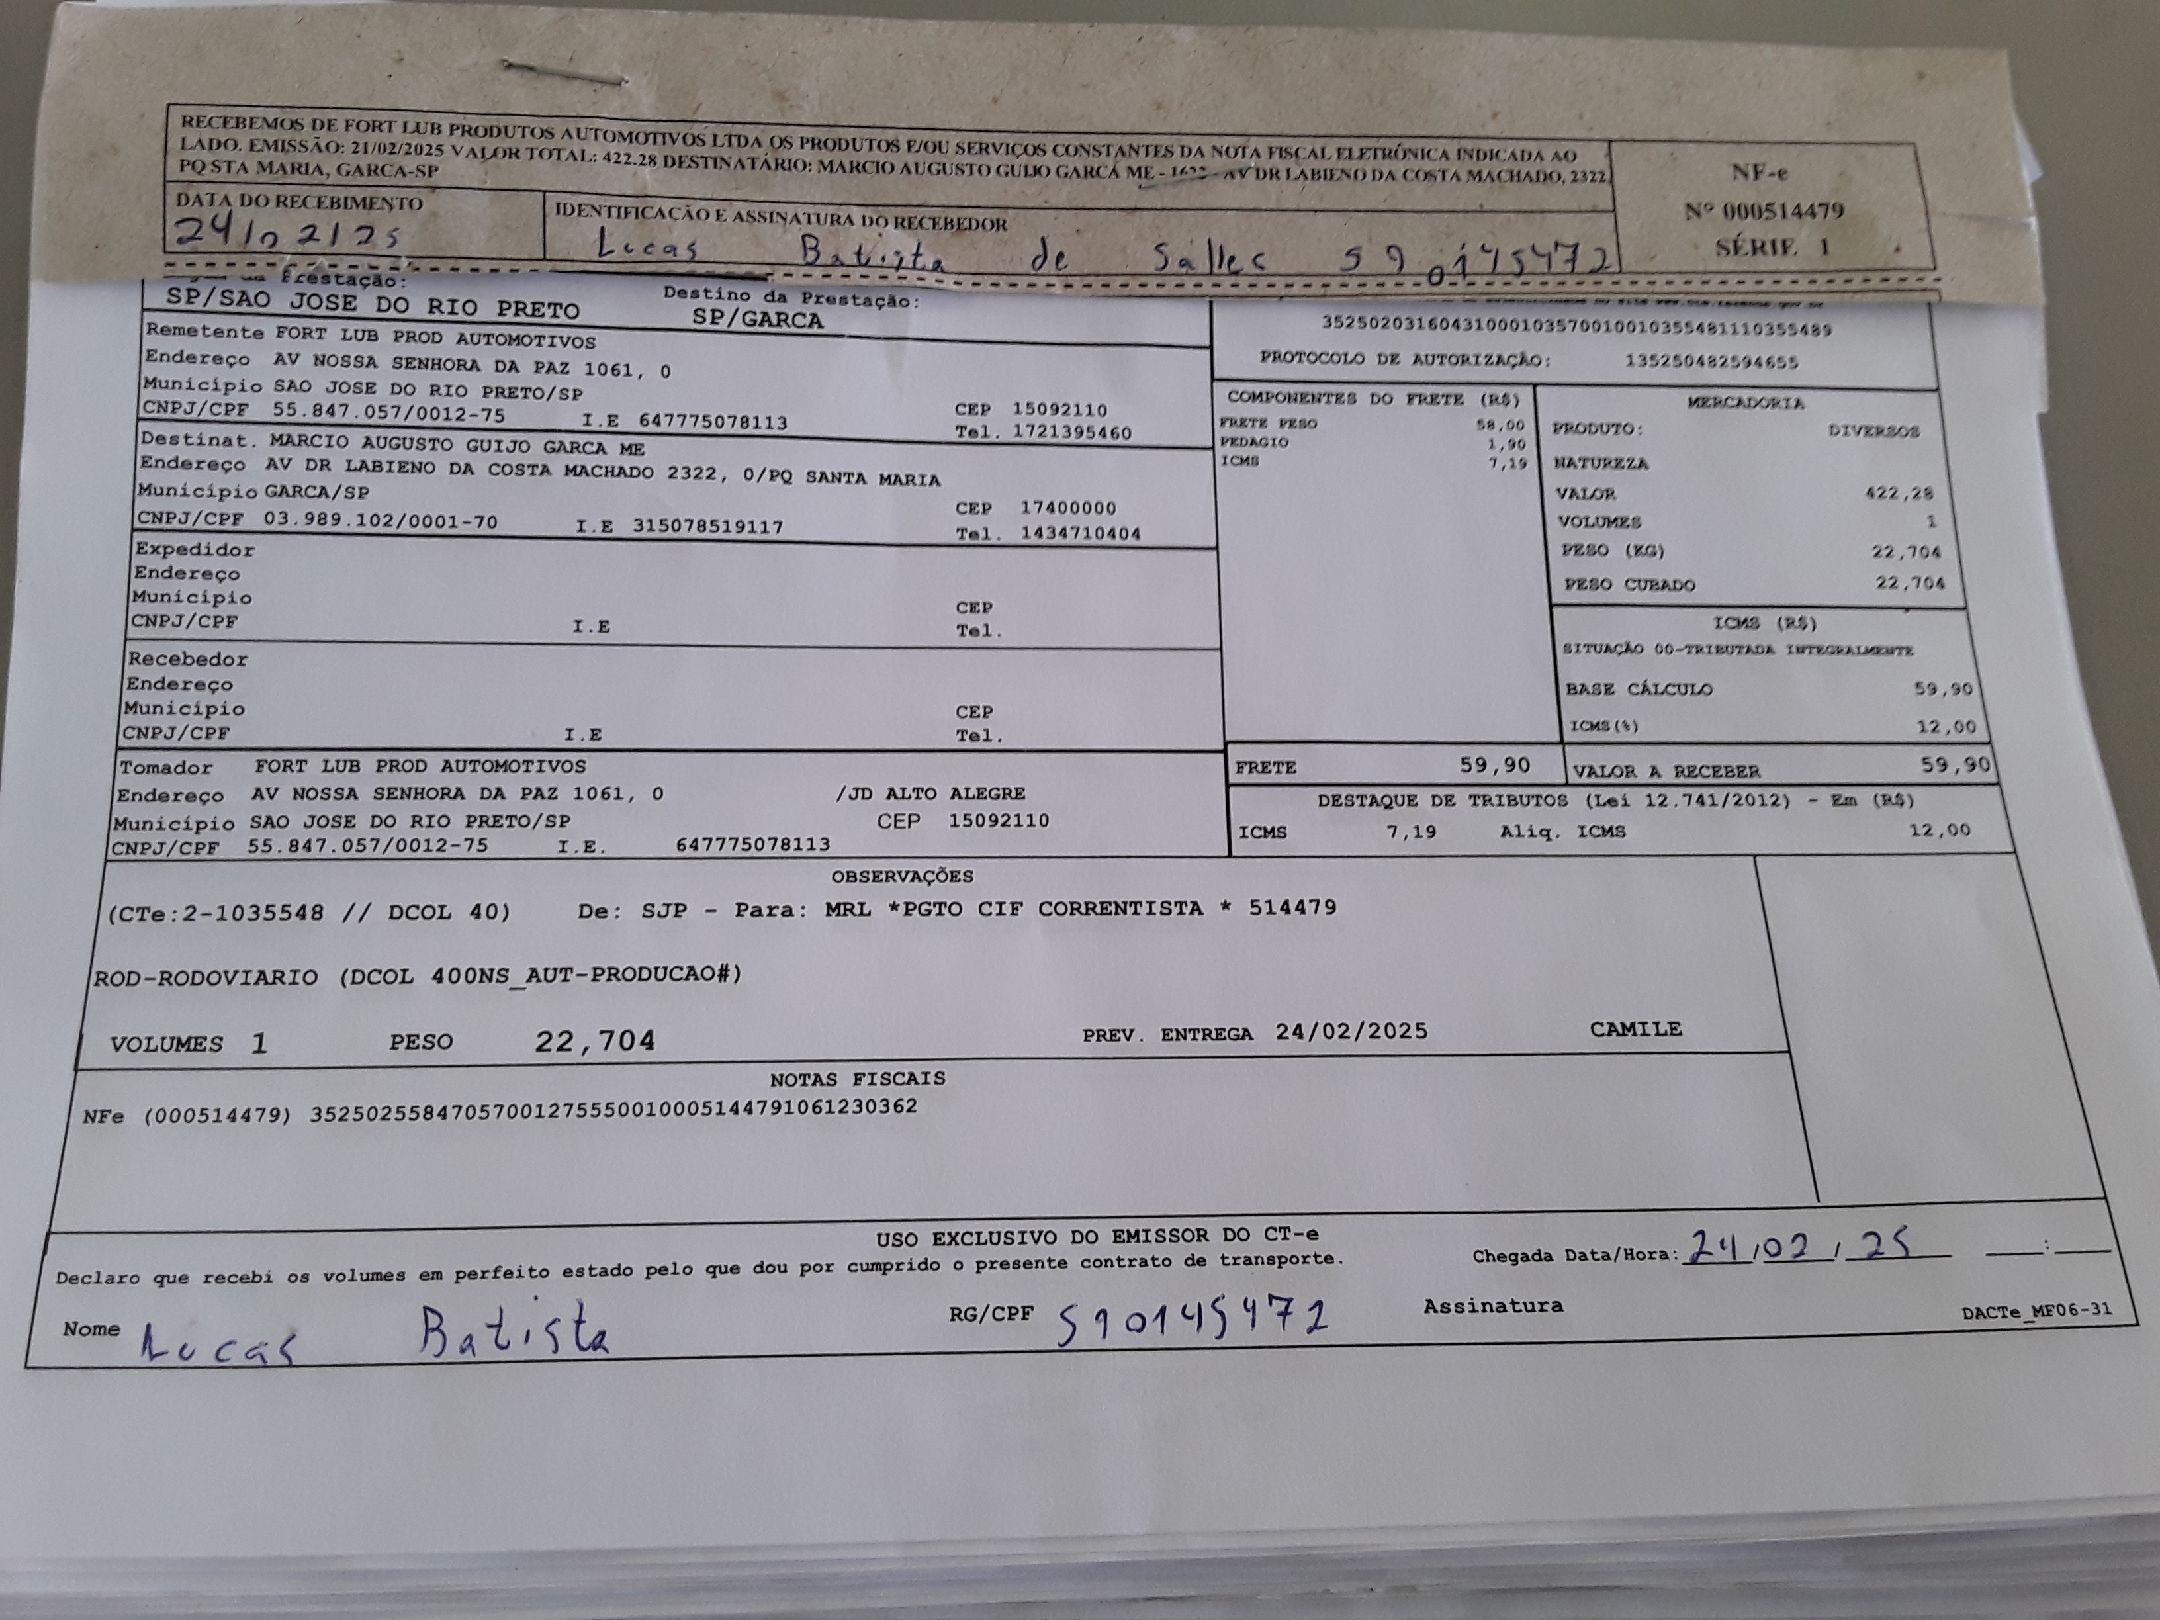 RECEBEMOS DE FORT LUB PRODUTOS AUTOMOTIVOS LTDA OS PRODUTOS E/OU SERVIÇOS CONSTANTES DA NOTA FISCAL ELETRÔNICA INDICADA AO
LADO. EMISSÃO: 21/02/2025 VALOR TOTAL: 422.28 DESTINATÁRIO: MARCIO AUGUSTO GUIJO GARCA ME - AV DR LABIENO DA COSTA MACHADO, 2322,
PQ STA MARIA, GARCA-SP
NF-e
Nº 000514479
SÉRIE 1
DATA DO RECEBIMENTO
24/02/25
IDENTIFICAÇÃO E ASSINATURA DO RECEBEDOR
Lucas Batista de Salles 590145472
Prestação:
SP/SAO JOSE DO RIO PRETO
Destino da Prestação:
SP/GARCA
35250203160431000103570010010355481110355489
PROTOCOLO DE AUTORIZAÇÃO: 135250482594655
Remetente FORT LUB PROD AUTOMOTIVOS
Endereço AV NOSSA SENHORA DA PAZ 1061, 0
Município SAO JOSE DO RIO PRETO/SP
CEP 15092110
CNPJ/CPF 55.847.057/0012-75 I.E 647775078113
Tel. 1721395460
Destinat. MARCIO AUGUSTO GUIJO GARCA ME
Endereço AV DR LABIENO DA COSTA MACHADO 2322, 0/PQ SANTA MARIA
Município GARCA/SP
CEP 17400000
CNPJ/CPF 03.989.102/0001-70 I.E 315078519117
Tel. 1434710404
Expedidor
Endereço
Município
CEP
CNPJ/CPF I.E
Tel.
Recebedor
Endereço
Município
CEP
CNPJ/CPF I.E
Tel.
Tomador FORT LUB PROD AUTOMOTIVOS
Endereço AV NOSSA SENHORA DA PAZ 1061, 0 /JD ALTO ALEGRE
Município SAO JOSE DO RIO PRETO/SP CEP 15092110
CNPJ/CPF 55.847.057/0012-75 I.E. 647775078113
COMPONENTES DO FRETE (R$)
FRETE PESO 58,00
PEDAGIO 1,90
ICMS 7,19
MERCADORIA
PRODUTO: DIVERSOS
NATUREZA
VALOR 422,28
VOLUMES 1
PESO (KG) 22,704
PESO CUBADO 22,704
ICMS (R$)
SITUAÇÃO 00-TRIBUTADA INTEGRALMENTE
BASE CÁLCULO 59,90
ICMS(%) 12,00
FRETE 59,90
VALOR A RECEBER 59,90
DESTAQUE DE TRIBUTOS (Lei 12.741/2012) - Em (R$)
ICMS 7,19 Aliq. ICMS 12,00
OBSERVAÇÕES
(CTe:2-1035548 // DCOL 40) De: SJP - Para: MRL *PGTO CIF CORRENTISTA * 514479
ROD-RODOVIARIO (DCOL 400NS_AUT-PRODUCAO#)
VOLUMES 1 PESO 22,704 PREV. ENTREGA 24/02/2025 CAMILE
NOTAS FISCAIS
NFe (000514479) 35250255847057001275550010005144791061230362
USO EXCLUSIVO DO EMISSOR DO CT-e
Declaro que recebi os volumes em perfeito estado pelo que dou por cumprido o presente contrato de transporte.
Chegada Data/Hora: 24/02/25 :
Nome Lucas Batista
RG/CPF 590145472
Assinatura
DACTe_MF06-31